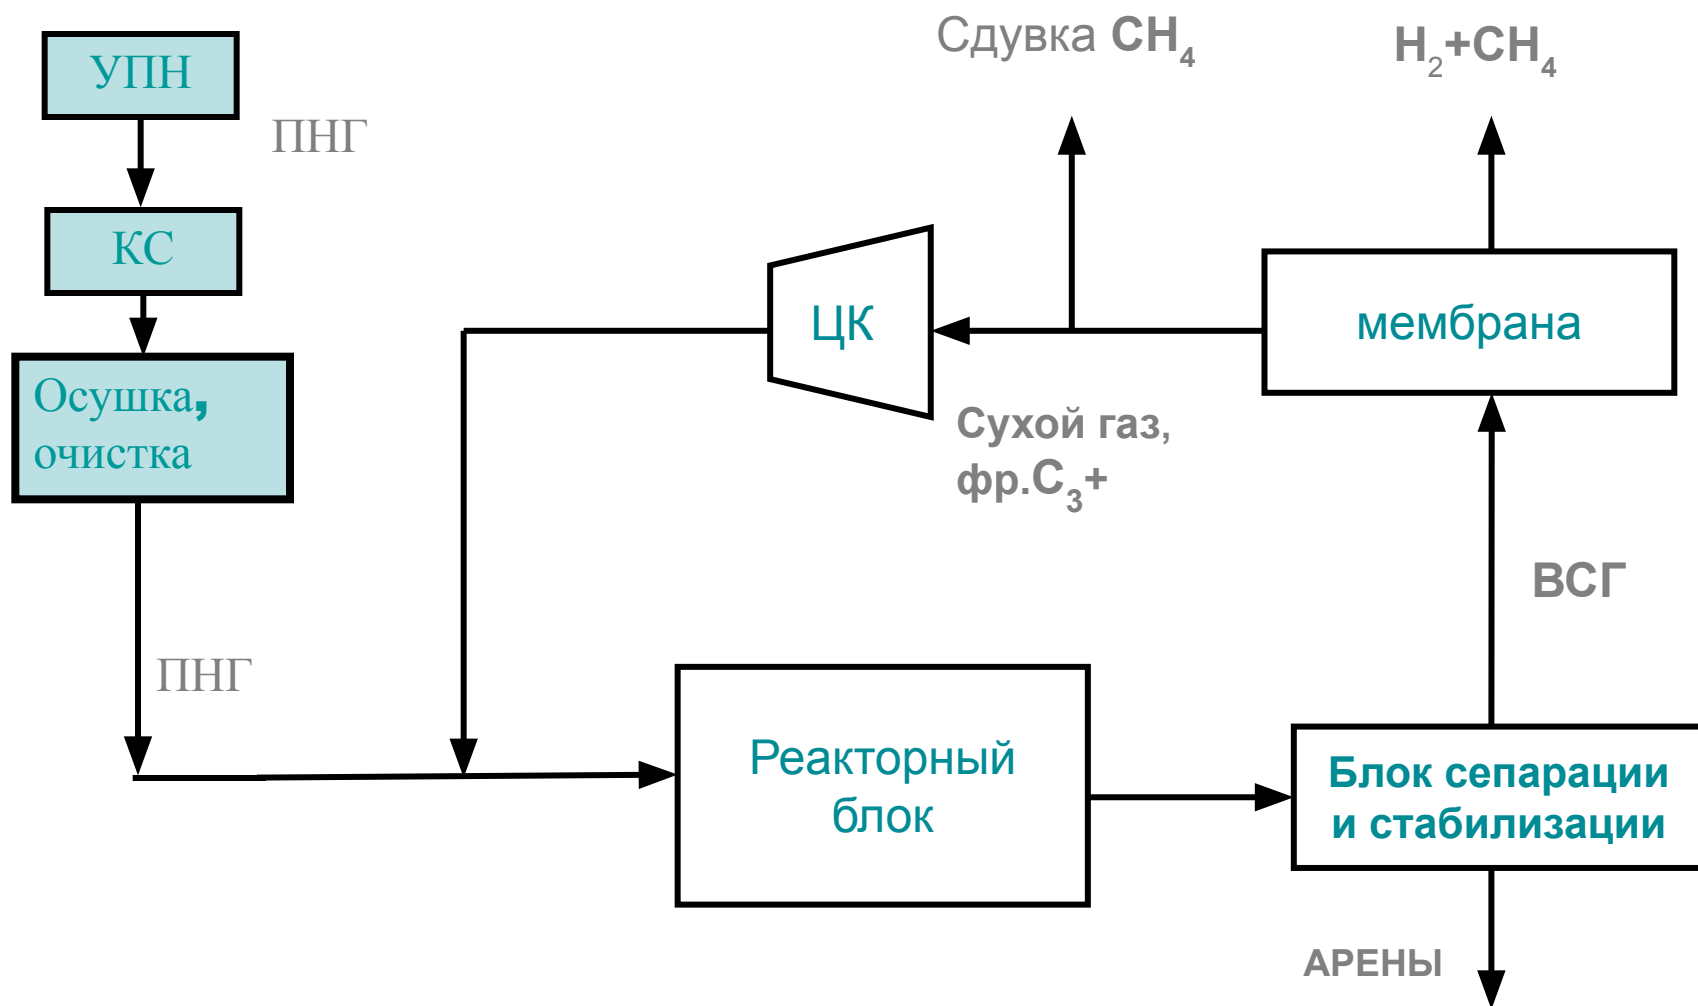 УПН
ПНГ
КС
Осушка,
очистка
ПНГ
Сдувка CH₄
H₂+CH₄
ЦК
мембрана
Сухой газ,
фр.С₃+
ВСГ
Реакторный
блок
Блок сепарации
и стабилизации
АРЕНЫ